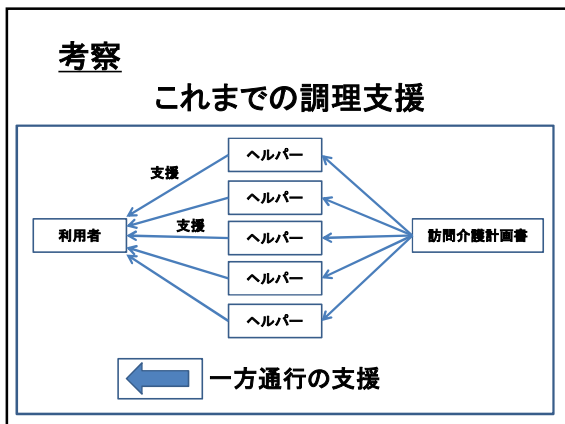 考察
これまでの調理支援
ヘルパー
支援
ヘルパー
支援
利用者
ヘルパー
訪問介護計画書
ヘルパー
ヘルパー
一方通行の支援